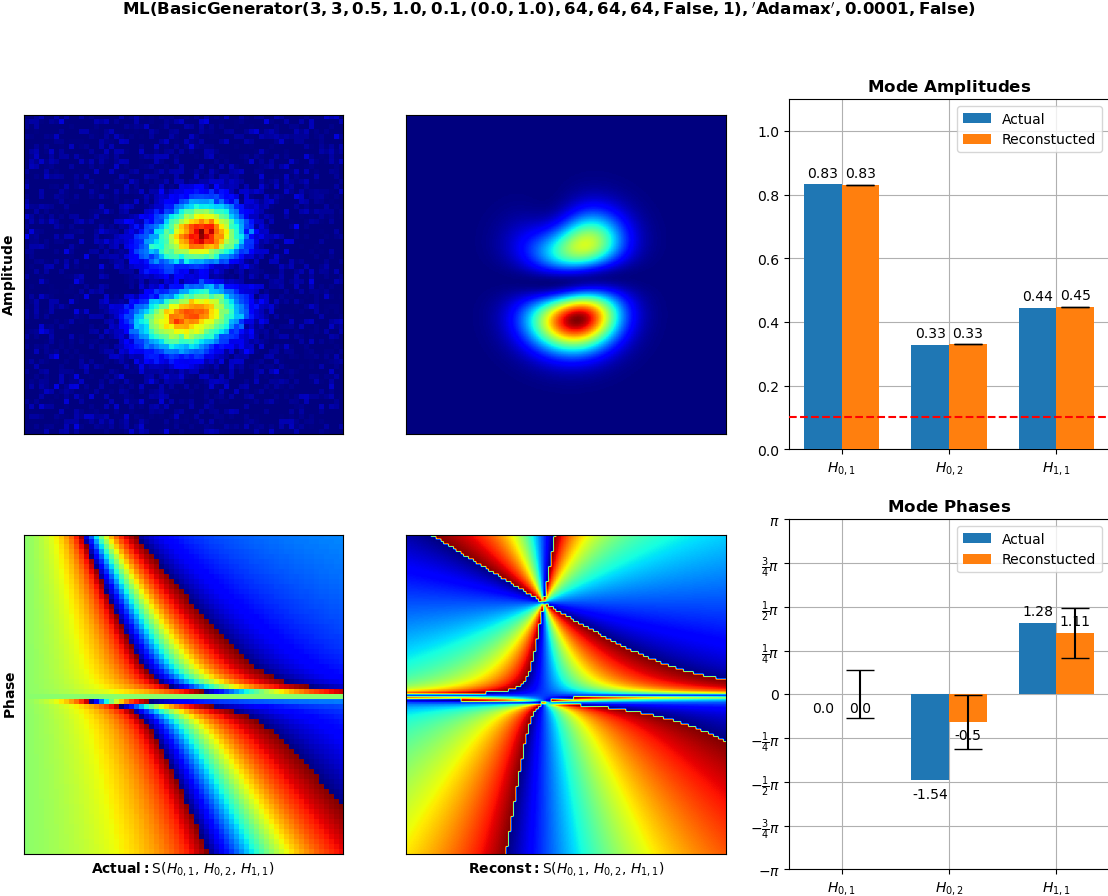 ML(BasicGenerator(3, 3, 0.5, 1.0, 0.1, (0.0, 1.0), 64, 64, 64, False, 1), ′Adamax′, 0.0001, False)
Amplitude
Mode Amplitudes
Actual
Reconstucted
1.0
0.8
0.6
0.4
0.2
0.0
0.83 0.83
0.33 0.33
0.44 0.45
H0,1 H0,2 H1,1
Phase
Actual: S(H0,1, H0,2, H1,1)
Reconst: S(H0,1, H0,2, H1,1)
Mode Phases
Actual
Reconstucted
π
3/4π
1/2π
1/4π
0
−1/4π
−1/2π
−3/4π
−π
0.0 0.0
-1.54 -0.5
1.28 1.11
H0,1 H0,2 H1,1